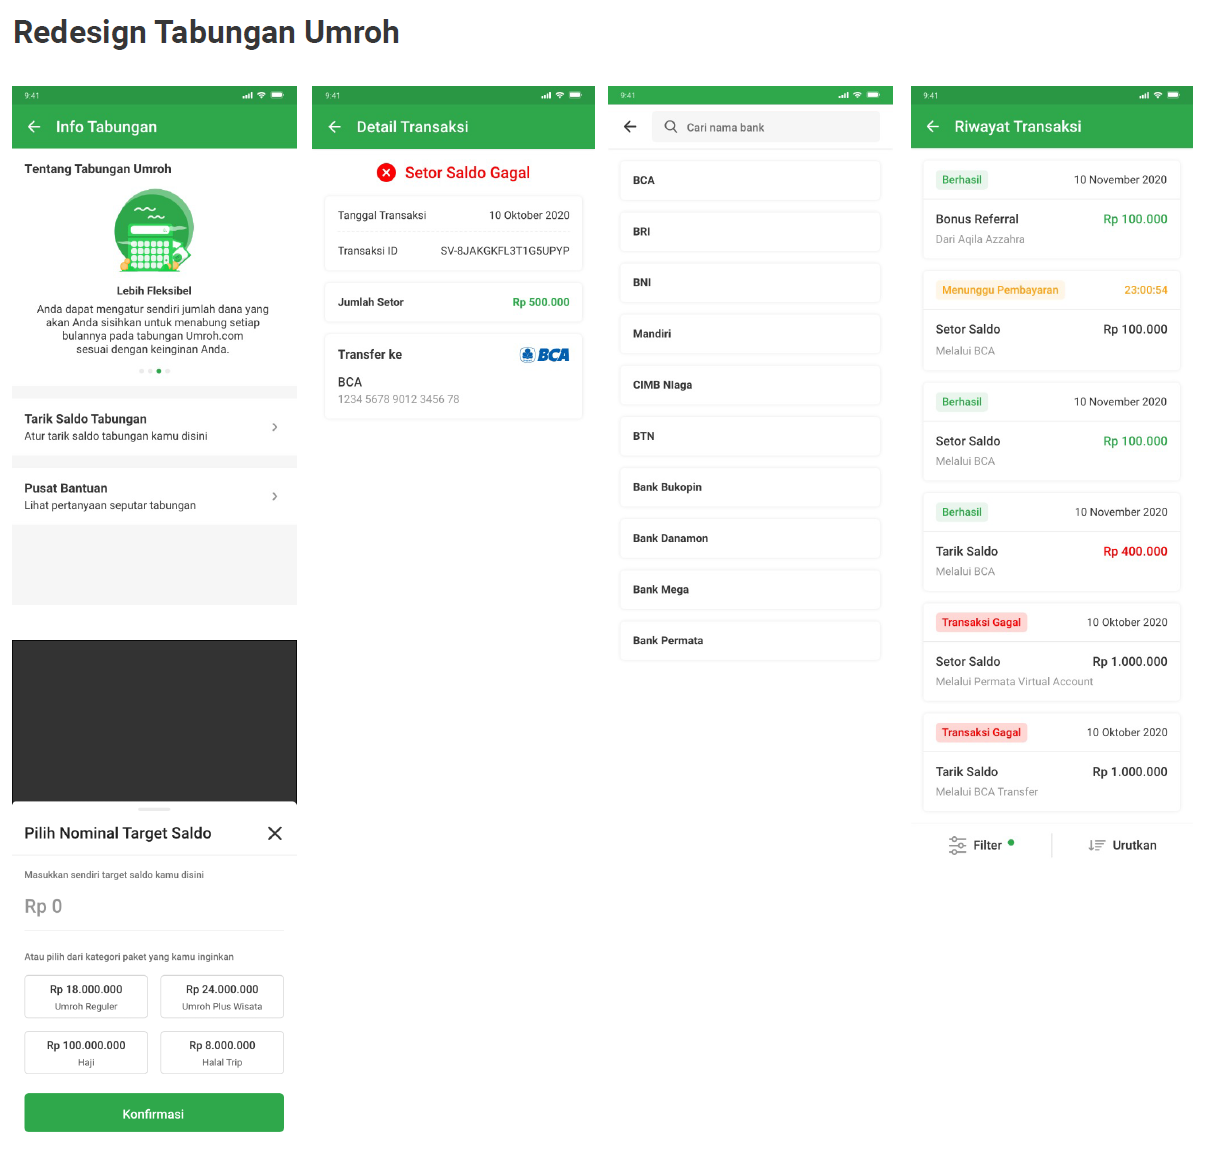 Redesign Tabungan Umroh
9:41
Info Tabungan
Tentang Tabungan Umroh
Lebih Fleksibel
Anda dapat mengatur sendiri jumlah dana yang
akan Anda sisihkan untuk menabung setiap
bulannya pada tabungan Umroh.com
sesuai dengan keinginan Anda.
Tarik Saldo Tabungan
Atur tarik saldo tabungan kamu disini
Pusat Bantuan
Lihat pertanyaan seputar tabungan
Pilih Nominal Target Saldo
Masukkan sendiri target saldo kamu disini
Rp 0
Atau pilih dari kategori paket yang kamu inginkan
Rp 18.000.000
Umroh Reguler
Rp 24.000.000
Umroh Plus Wisata
Rp 100.000.000
Haji
Rp 8.000.000
Halal Trip
Konfirmasi
9:41
Detail Transaksi
Setor Saldo Gagal
Tanggal Transaksi 10 Oktober 2020
Transaksi ID SV-8JAKGKFL3T1G5UPYP
Jumlah Setor Rp 500.000
Transfer ke BCA
BCA
1234 5678 9012 3456 78
9:41
Cari nama bank
BCA
BRI
BNI
Mandiri
CIMB Niaga
BTN
Bank Bukopin
Bank Danamon
Bank Mega
Bank Permata
9:41
Riwayat Transaksi
Berhasil 10 November 2020
Bonus Referral Rp 100.000
Dari Aqila Azzahra
Menunggu Pembayaran 23:00:54
Setor Saldo Rp 100.000
Melalui BCA
Berhasil 10 November 2020
Setor Saldo Rp 100.000
Melalui BCA
Berhasil 10 November 2020
Tarik Saldo Rp 400.000
Melalui BCA
Transaksi Gagal 10 Oktober 2020
Setor Saldo Rp 1.000.000
Melalui Permata Virtual Account
Transaksi Gagal 10 Oktober 2020
Tarik Saldo Rp 1.000.000
Melalui BCA Transfer
Filter Urutkan